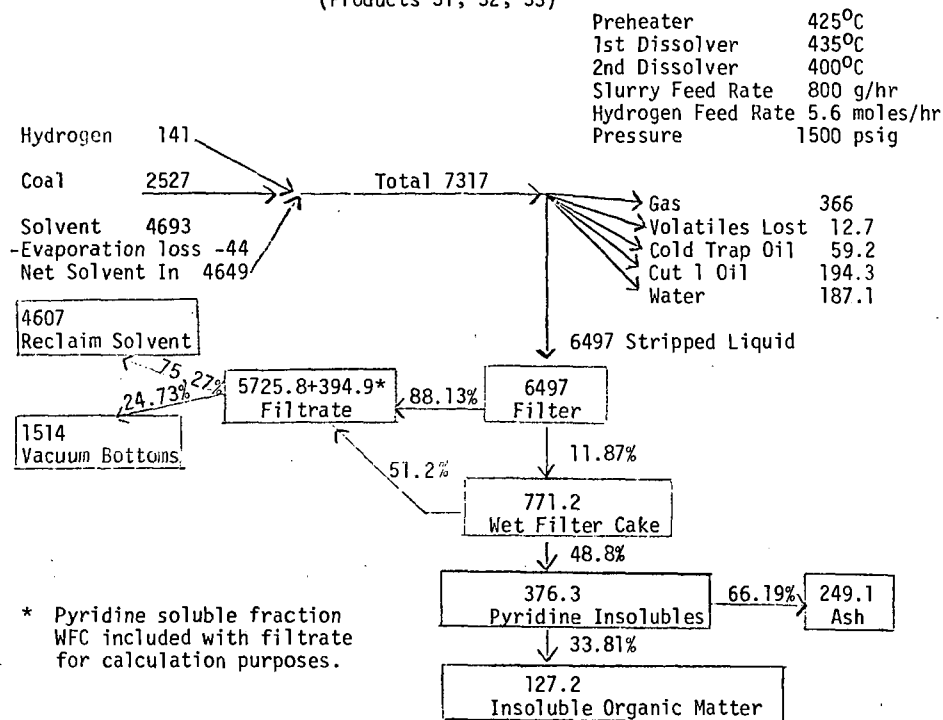 (Products 51, 52, 53)
Preheater 425°C
1st Dissolver 435°C
2nd Dissolver 400°C
Slurry Feed Rate 800 g/hr
Hydrogen Feed Rate 5.6 moles/hr
Pressure 1500 psig
Hydrogen 141
Coal 2527
Total 7317
Solvent 4693
-Evaporation loss -44
Net Solvent In 4649
Gas 366
Volatiles Lost 12.7
Cold Trap Oil 59.2
Cut 1 Oil 194.3
Water 187.1
6497 Stripped Liquid
4607
Reclaim Solvent
75.27%
24.73%
5725.8+394.9*
Filtrate
88.13%
6497
Filter
1514
Vacuum Bottoms
11.87%
51.2%
771.2
Wet Filter Cake
48.8%
376.3
Pyridine Insolubles
66.19%
249.1
Ash
33.81%
127.2
Insoluble Organic Matter
* Pyridine soluble fraction
WFC included with filtrate
for calculation purposes.